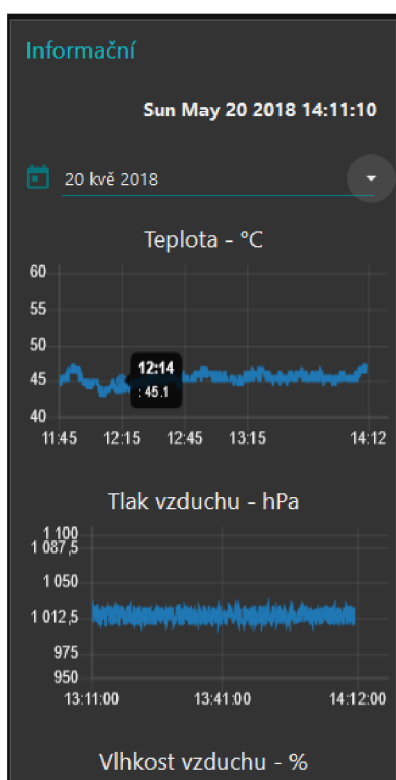 Informační
Sun May 20 2018 14:11:10
20 kvě 2018
Teplota - °C
60
55
50
45
40
12:14
: 45.1
11:45 12:15 12:45 13:15 14:12
Tlak vzduchu - hPa
1 100
1 087,5
1 050
1 012,5
975
950
13:11:00 13:41:00 14:12:00
Vlhkost vzduchu - %